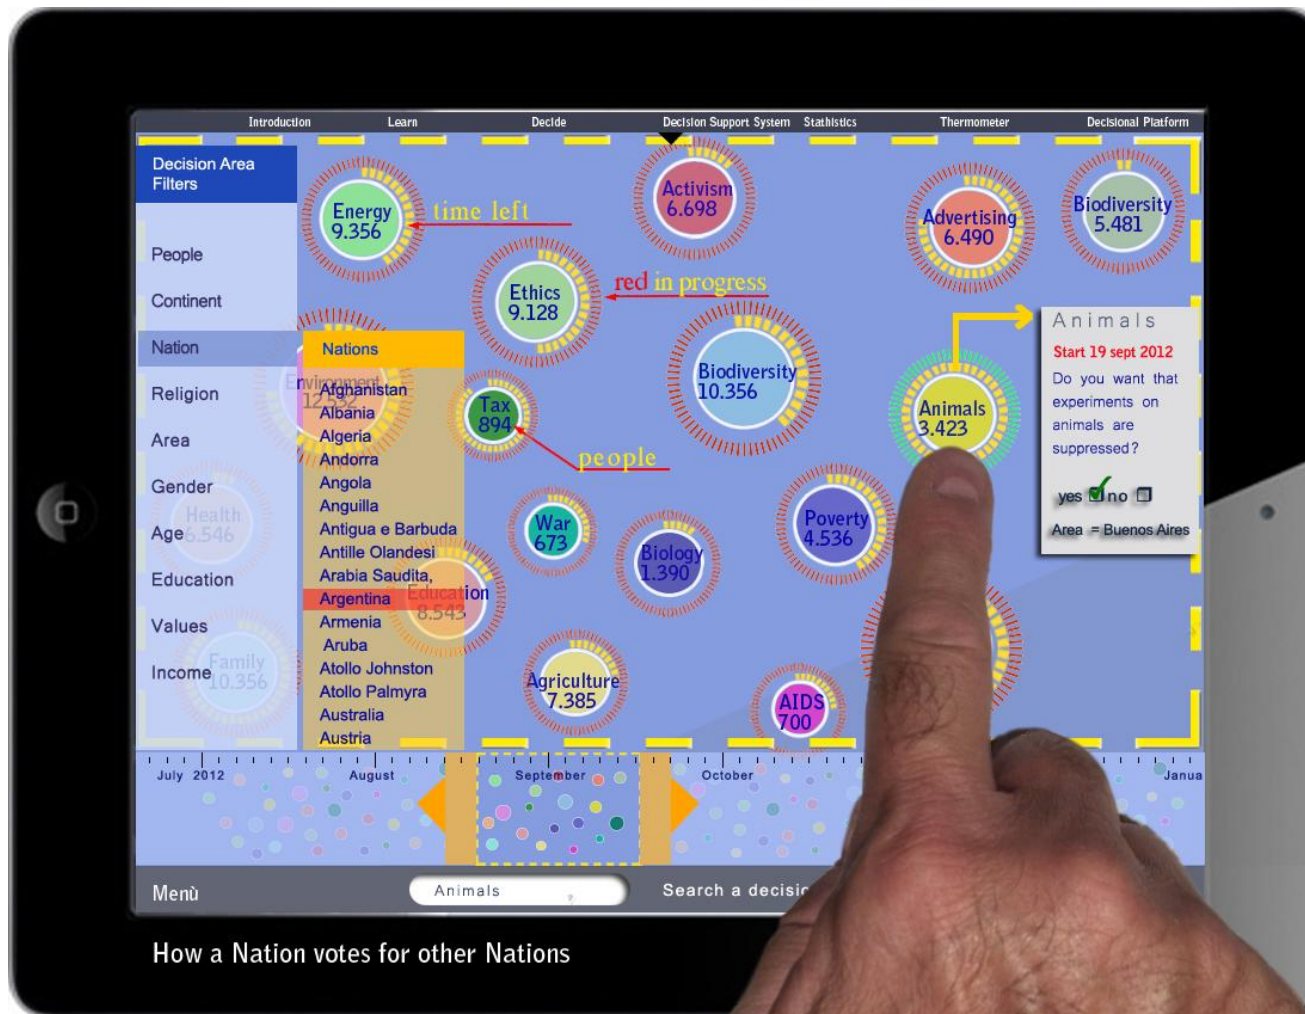 Introduction
Learn
Decide
Decision Support System
Stathistics
Thermometer
Decisional Platform
Decision Area
Filters
People
Continent
Nation
Religion
Area
Gender
Age
Education
Values
Income
Nations
Afghanistan
Albania
Algeria
Andorra
Angola
Anguilla
Antigua e Barbuda
Antille Olandesi
Arabia Saudita,
Argentina
Armenia
Aruba
Atollo Johnston
Atollo Palmyra
Australia
Austria
Energy
9.356
time left
Activism
6.698
Advertising
6.490
Biodiversity
5.481
Ethics
9.128
red in progress
Environment
12.532
Tax
894
people
Biodiversity
10.356
Animals
3.423
Animals
Start 19 sept 2012
Do you want that
experiments on
animals are
suppressed?
yes no
Area = Buenos Aires
Health
6.546
War
673
Biology
1.390
Poverty
4.536
Education
8.543
Family
10.356
Agriculture
7.385
AIDS
700
July 2012
August
September
October
Janua
Menù
Animals
Search a decisio
How a Nation votes for other Nations